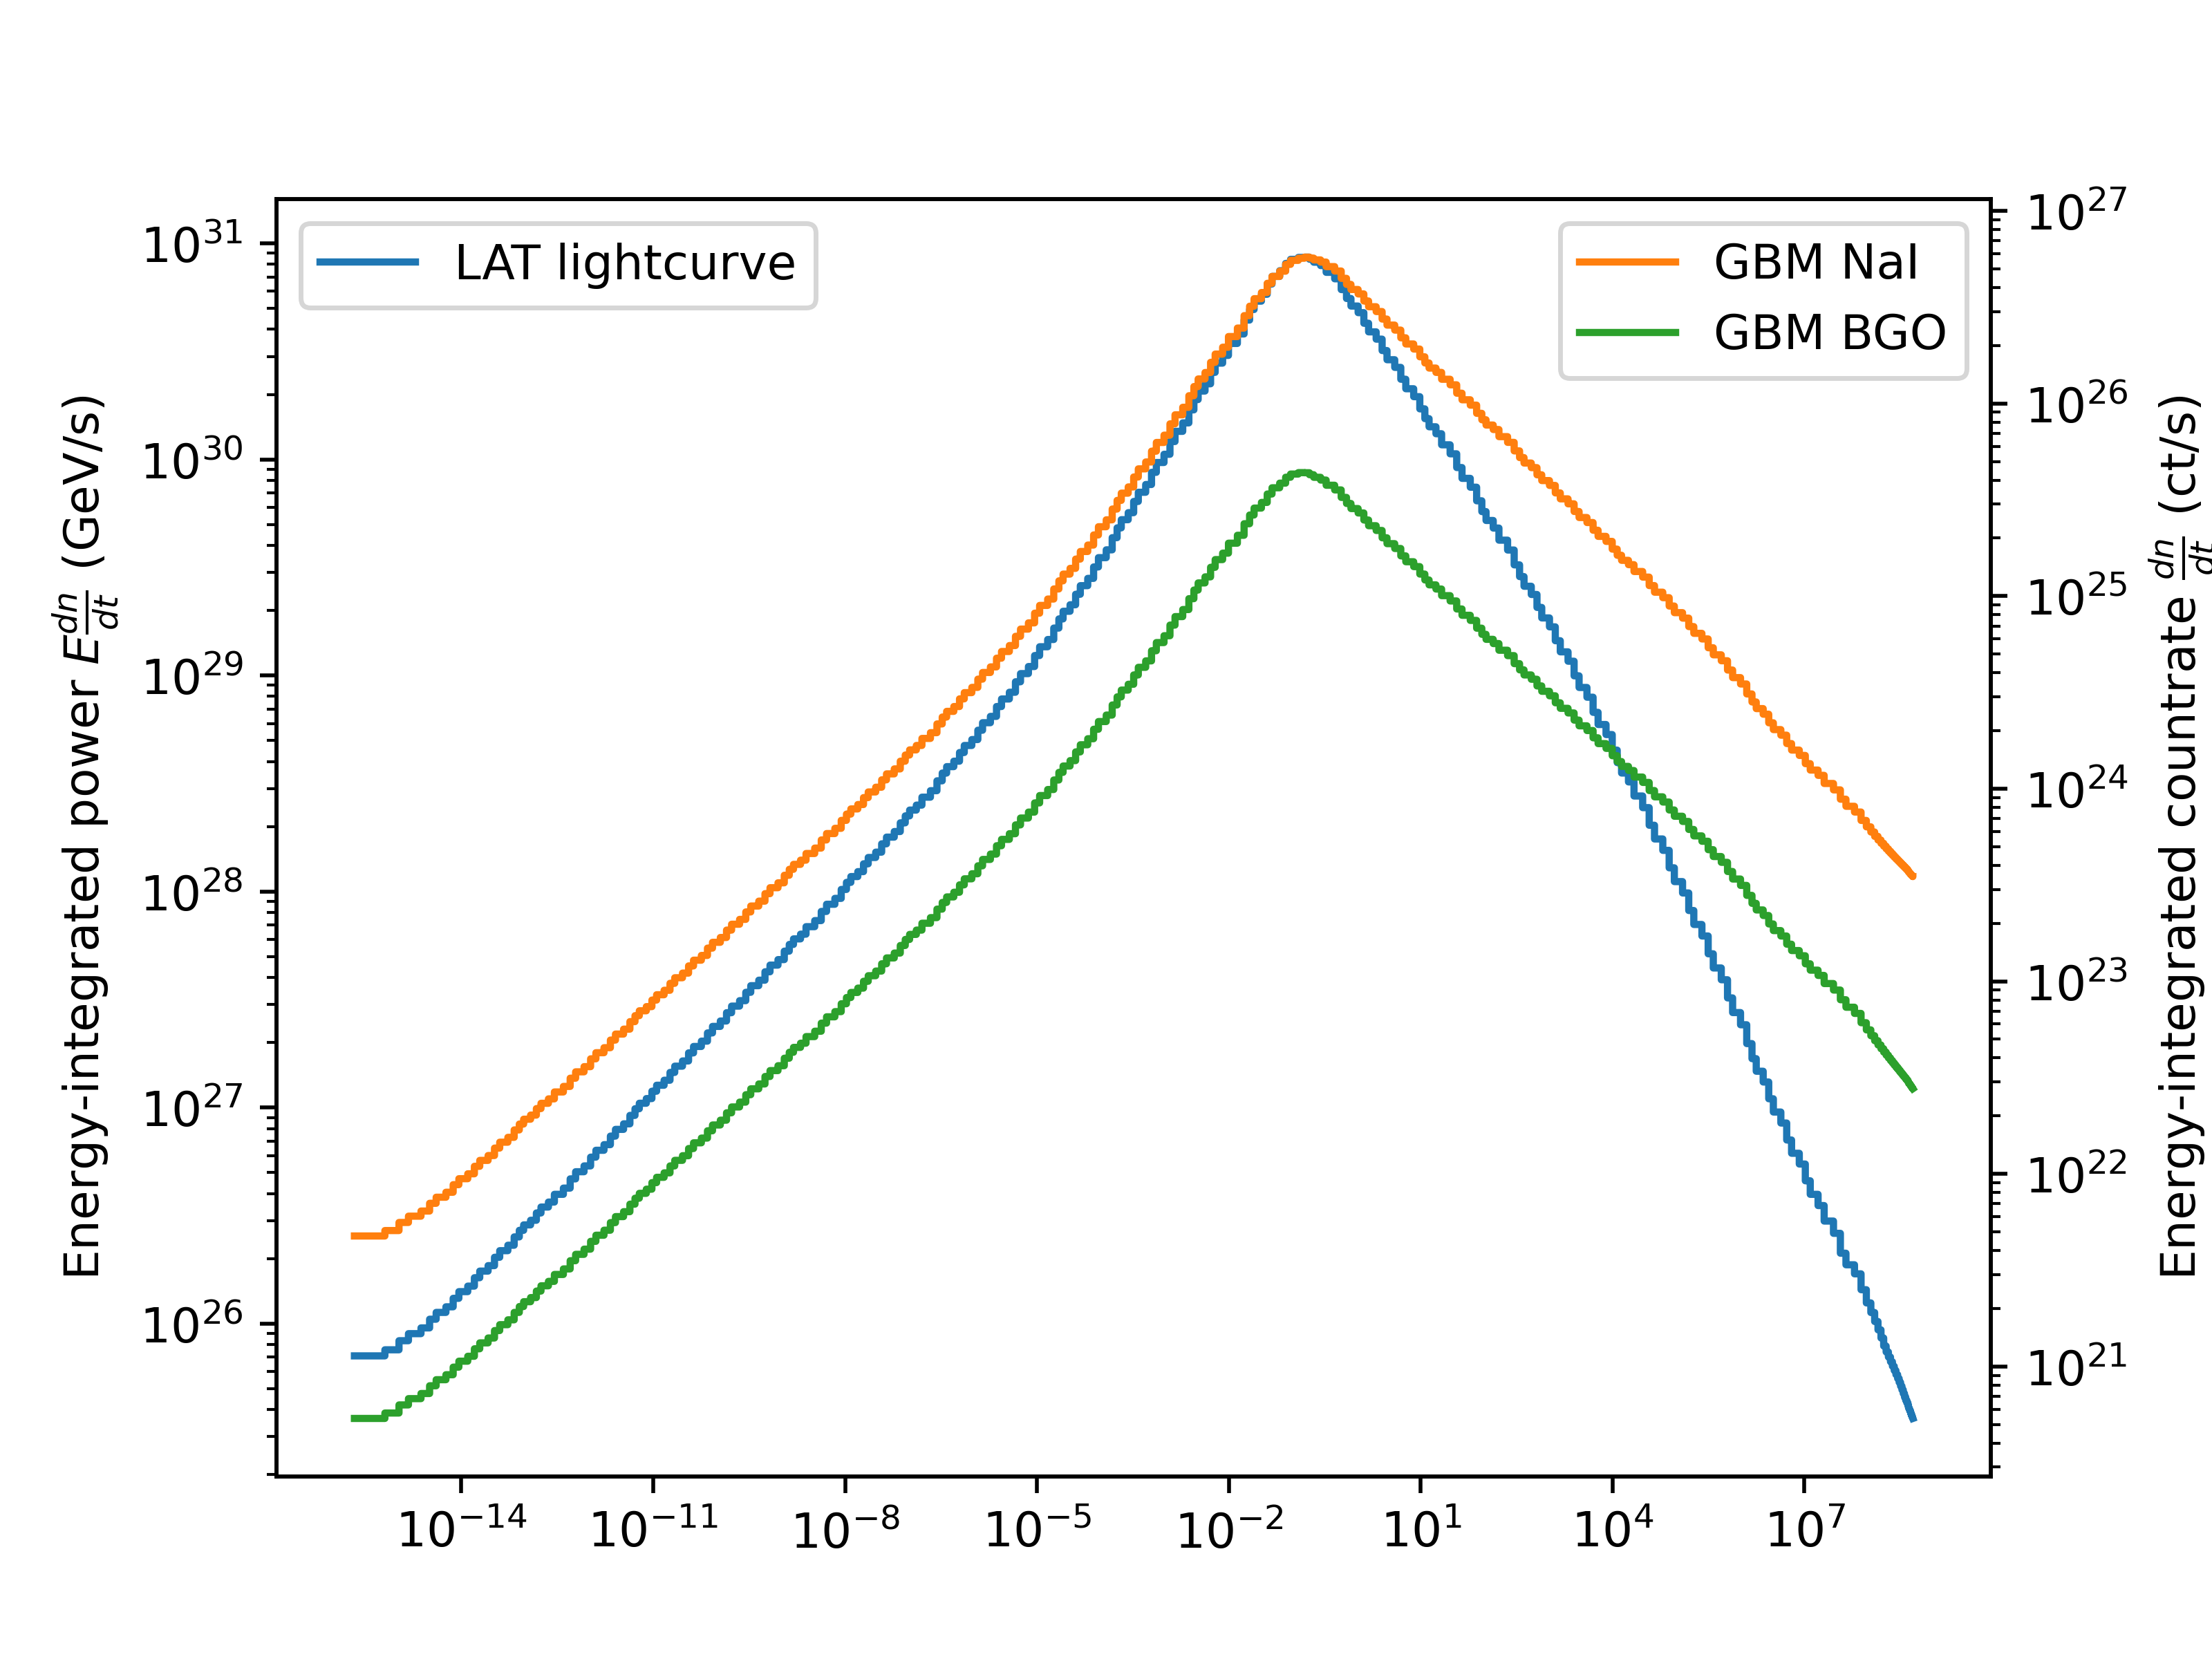 LAT lightcurve
GBM NaI
GBM BGO
Energy-integrated power E dn/dt (GeV/s)
10^31
10^30
10^29
10^28
10^27
10^26
10^27
10^26
10^25
10^24
10^23
10^22
10^21
Energy-integrated countrate dn/dt (ct/s)
10^−14 10^−11 10^−8 10^−5 10^−2 10^1 10^4 10^7